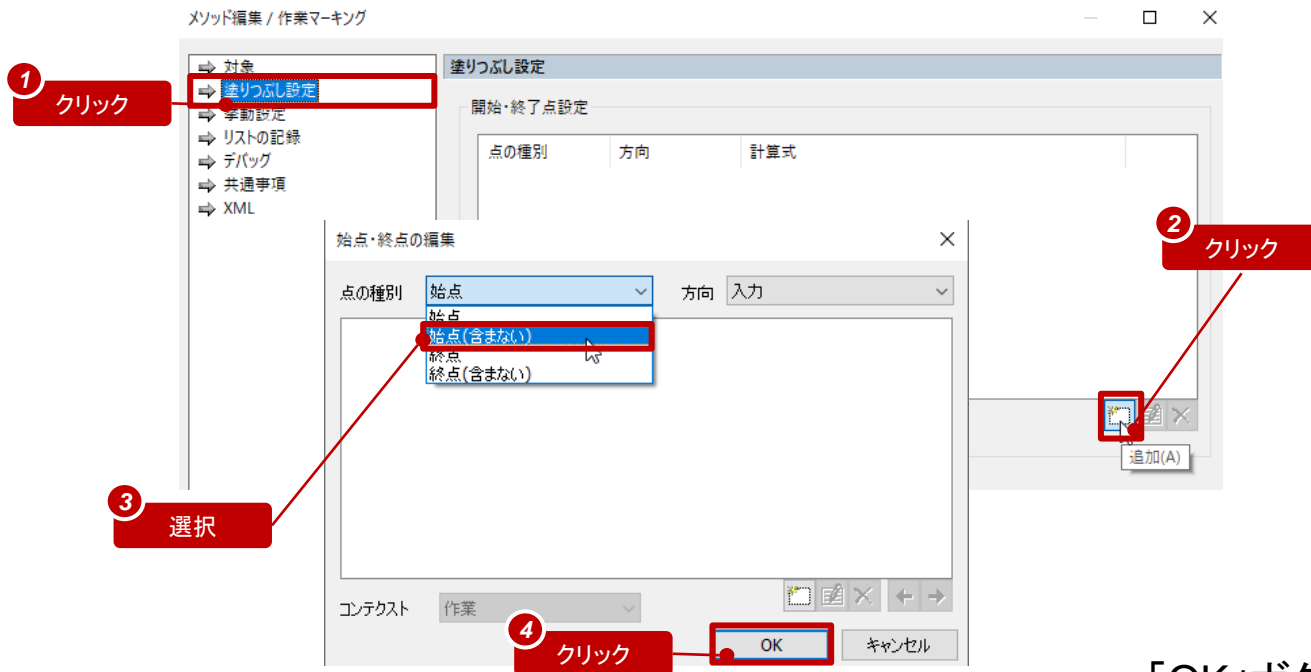 メソッド編集 / 作業マーキング
1
クリック
対象
塗りつぶし設定
挙動設定
リストの記録
デバッグ
共通事項
XML
塗りつぶし設定
開始・終了点設定
点の種別 方向 計算式
2
クリック
追加(A)
始点・終点の編集
点の種別 始点 方向 入力
始点
始点(含まない)
終点
終点(含まない)
3
選択
コンテクスト 作業
4
クリック
OK キャンセル